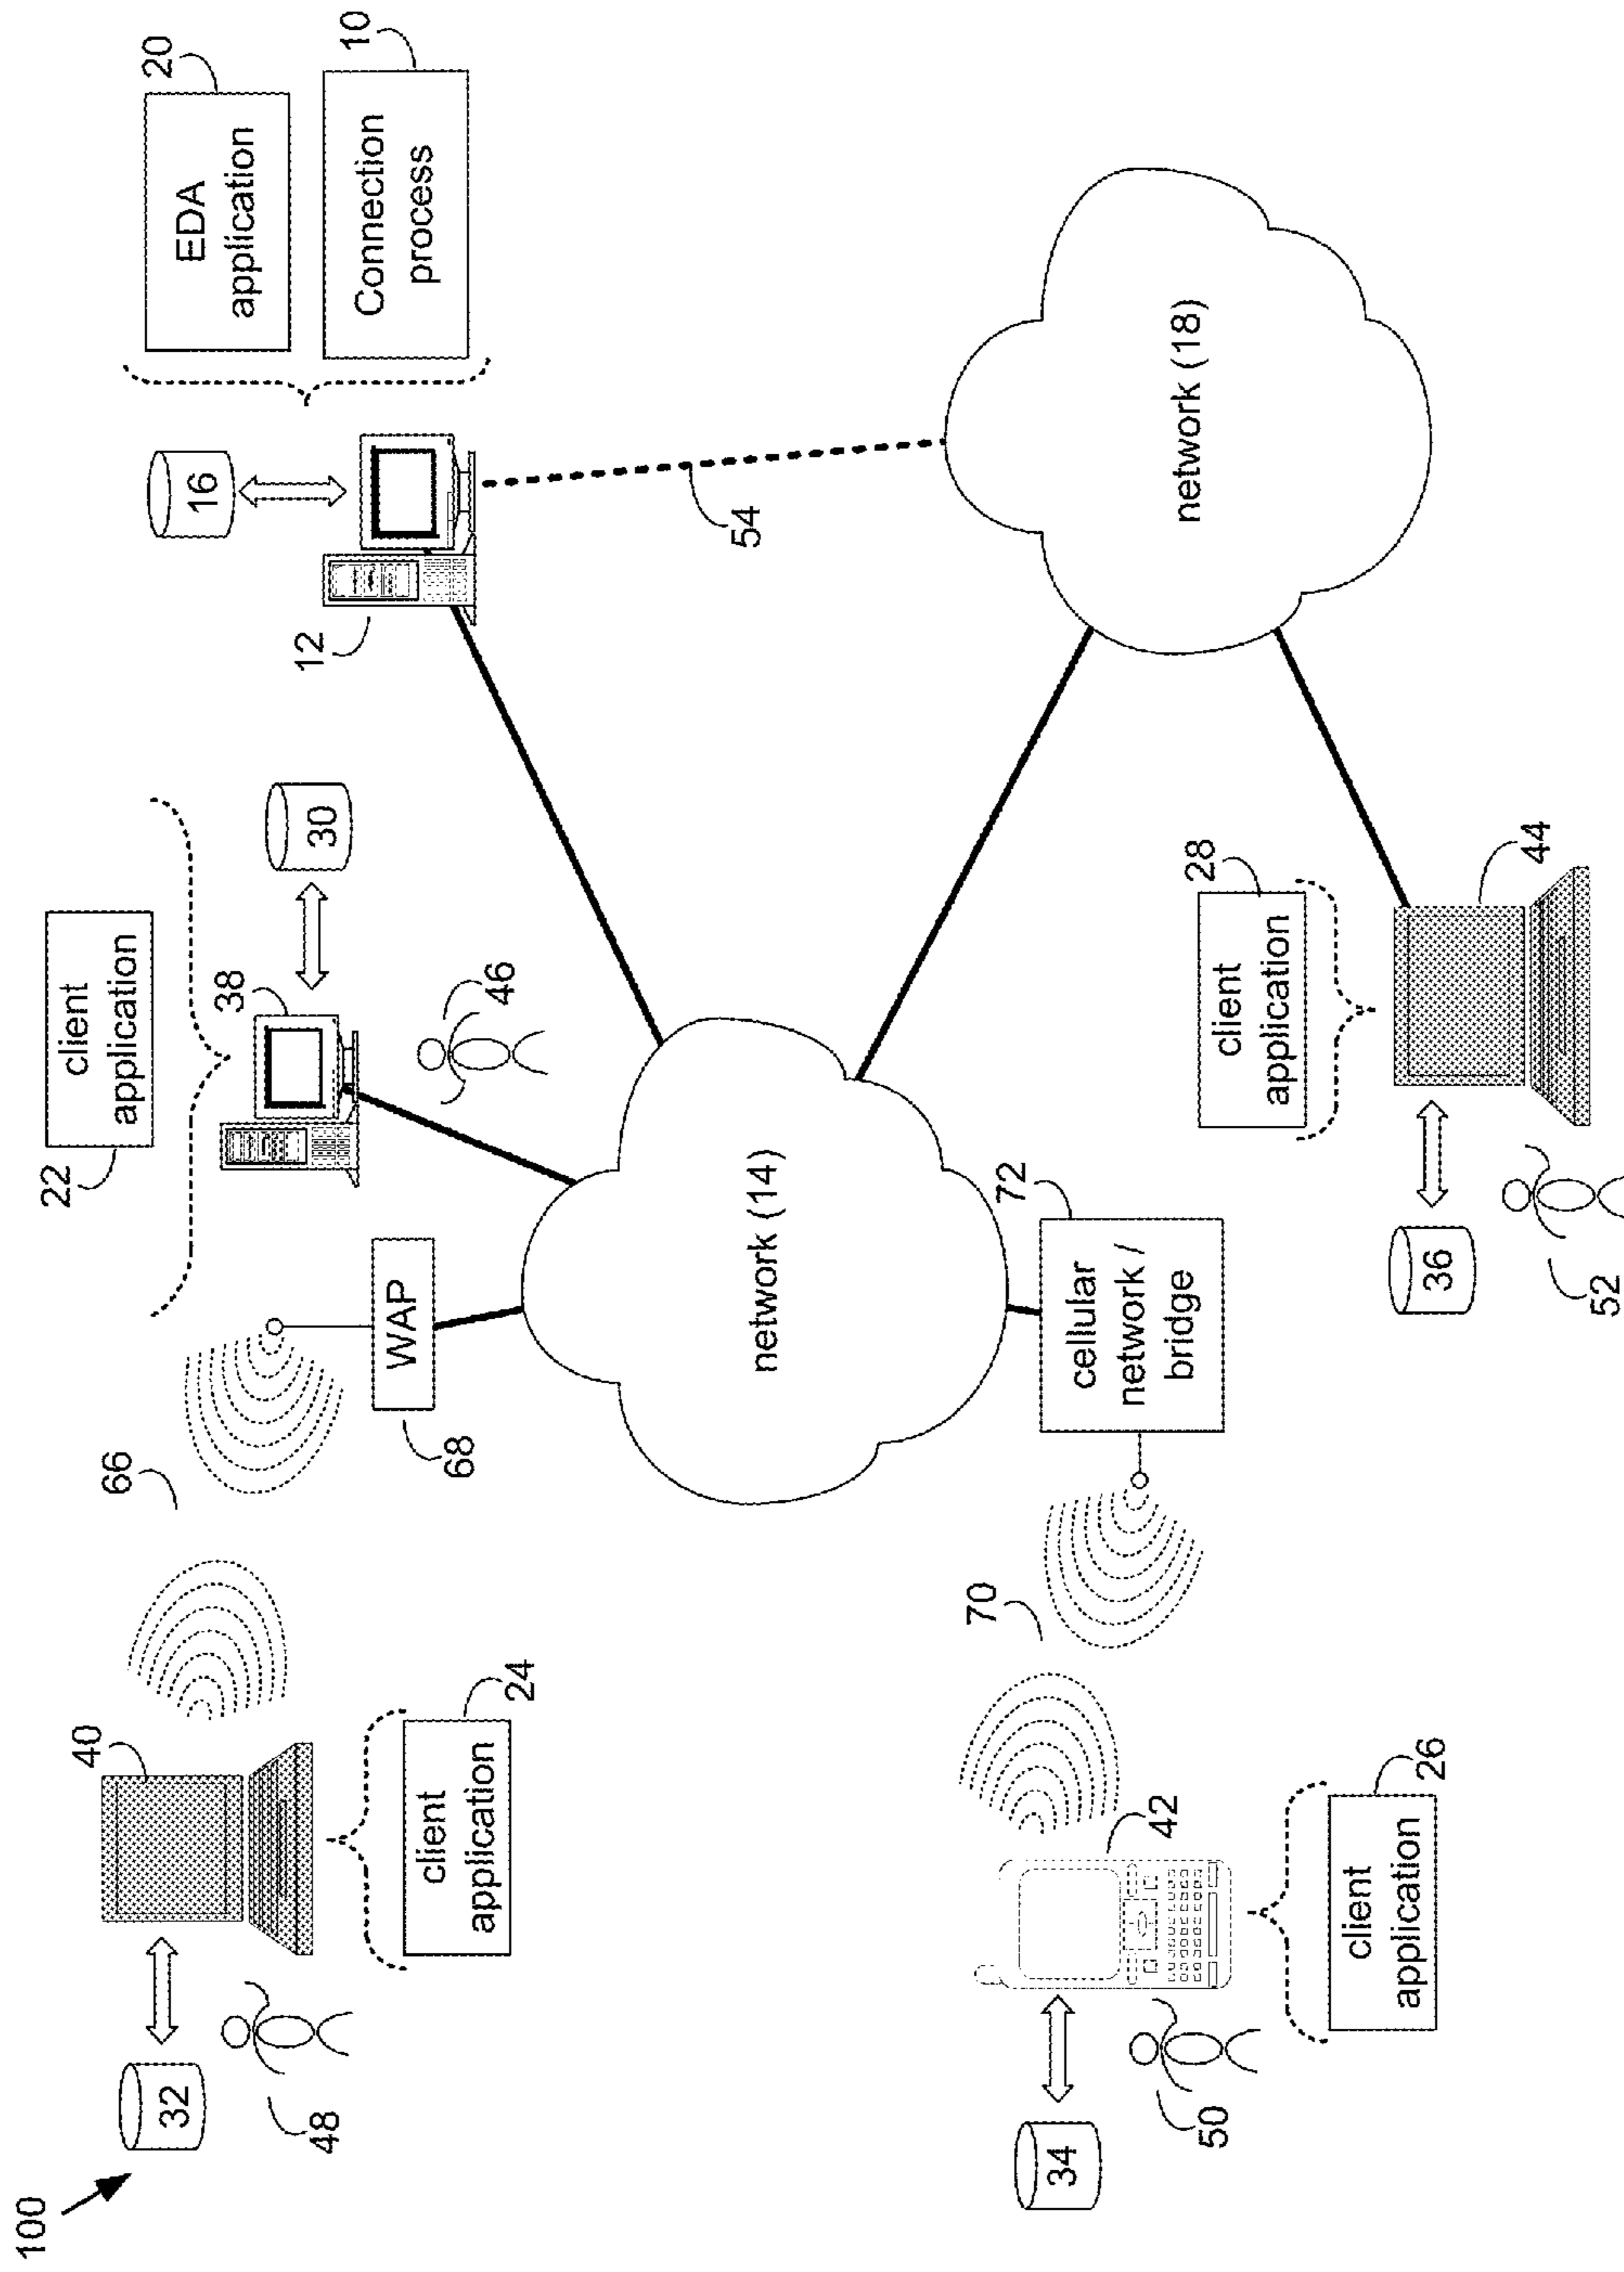 100
32
48
40
client
application
24
66
WAP
68
client
application
22
38
30
46
16
12
EDA
application
20
Connection
process
10
network (14)
54
network (18)
34
50
42
client
application
26
70
cellular
network /
bridge
72
36
52
client
application
28
44